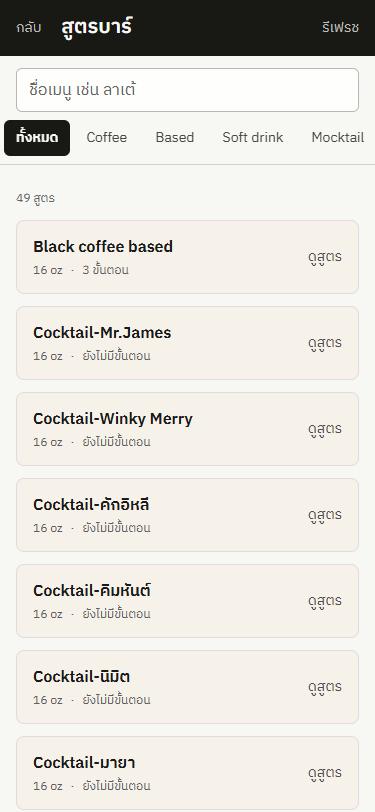 กลับ สูตรบาร์ รีเฟรช
ชื่อเมนู เช่น ลาเต้
ทั้งหมด Coffee Based Soft drink Mocktail
49 สูตร
Black coffee based
16 oz · 3 ขั้นตอน
ดูสูตร
Cocktail-Mr.James
16 oz · ยังไม่มีขั้นตอน
ดูสูตร
Cocktail-Winky Merry
16 oz · ยังไม่มีขั้นตอน
ดูสูตร
Cocktail-คักอิหลี
16 oz · ยังไม่มีขั้นตอน
ดูสูตร
Cocktail-คิมหันต์
16 oz · ยังไม่มีขั้นตอน
ดูสูตร
Cocktail-นิมิต
16 oz · ยังไม่มีขั้นตอน
ดูสูตร
Cocktail-มายา
16 oz · ยังไม่มีขั้นตอน
ดูสูตร